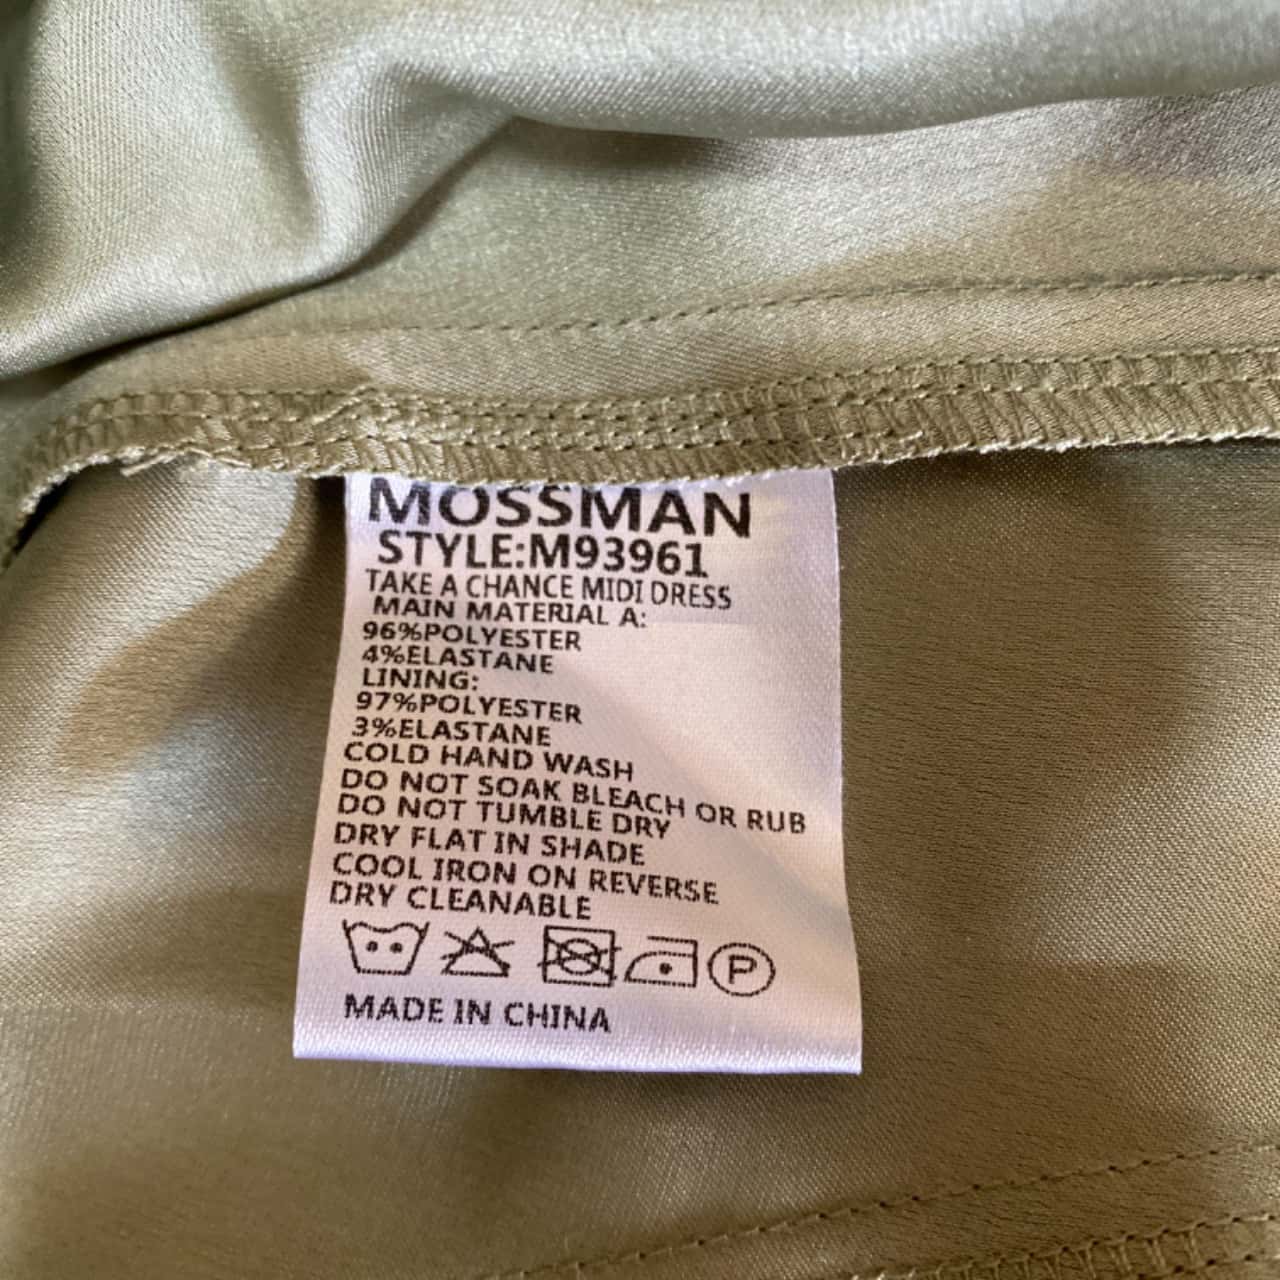 MOSSMAN
STYLE:M93961
TAKE A CHANCE MIDI DRESS
MAIN MATERIAL A:
96%POLYESTER
4%ELASTANE
LINING:
97%POLYESTER
3%ELASTANE
COLD HAND WASH
DO NOT SOAK BLEACH OR RUB
DO NOT TUMBLE DRY
DRY FLAT IN SHADE
COOL IRON ON REVERSE
DRY CLEANABLE
P
MADE IN CHINA